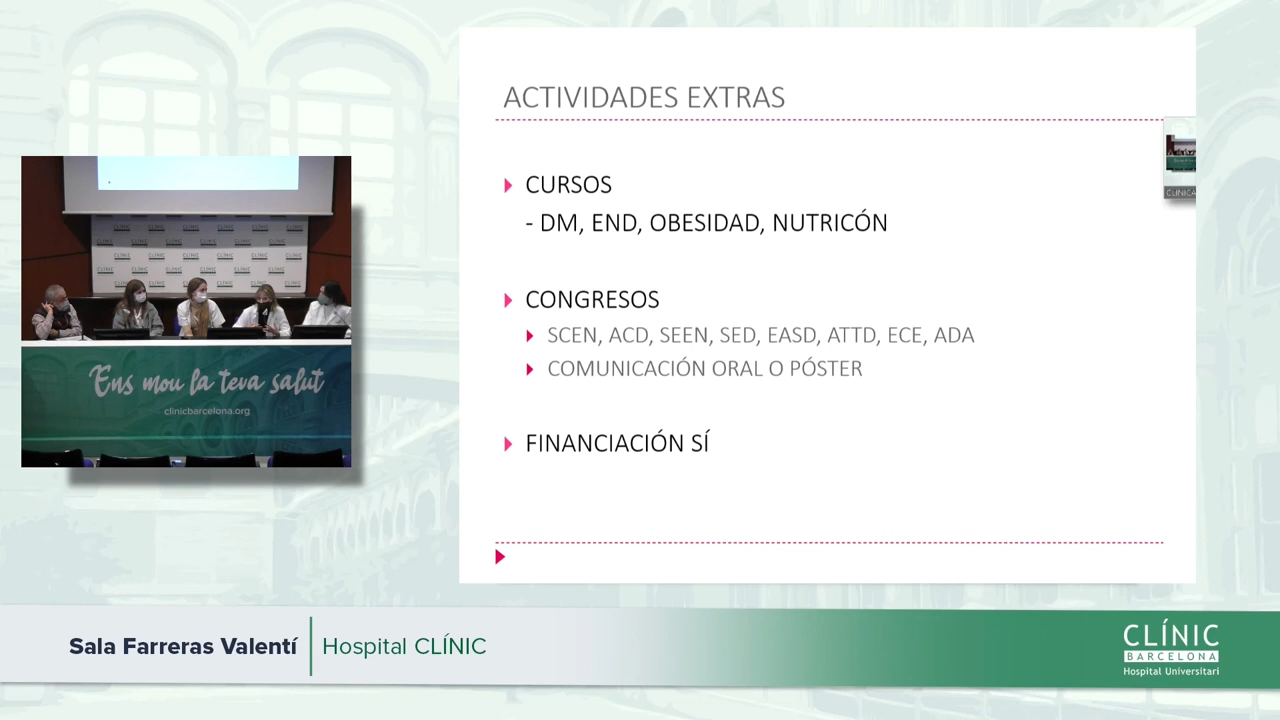 ACTIVIDADES EXTRAS
CURSOS
- DM, END, OBESIDAD, NUTRICÓN
CONGRESOS
SCEN, ACD, SEEN, SED, EASD, ATTD, ECE, ADA
COMUNICACIÓN ORAL O PÓSTER
FINANCIACIÓN SÍ
CLINICA
Ens mou la teva salut
clinicbarcelona.org
Sala Farreras Valentí
Hospital CLÍNIC
CLÍNIC
BARCELONA
Hospital Universitari